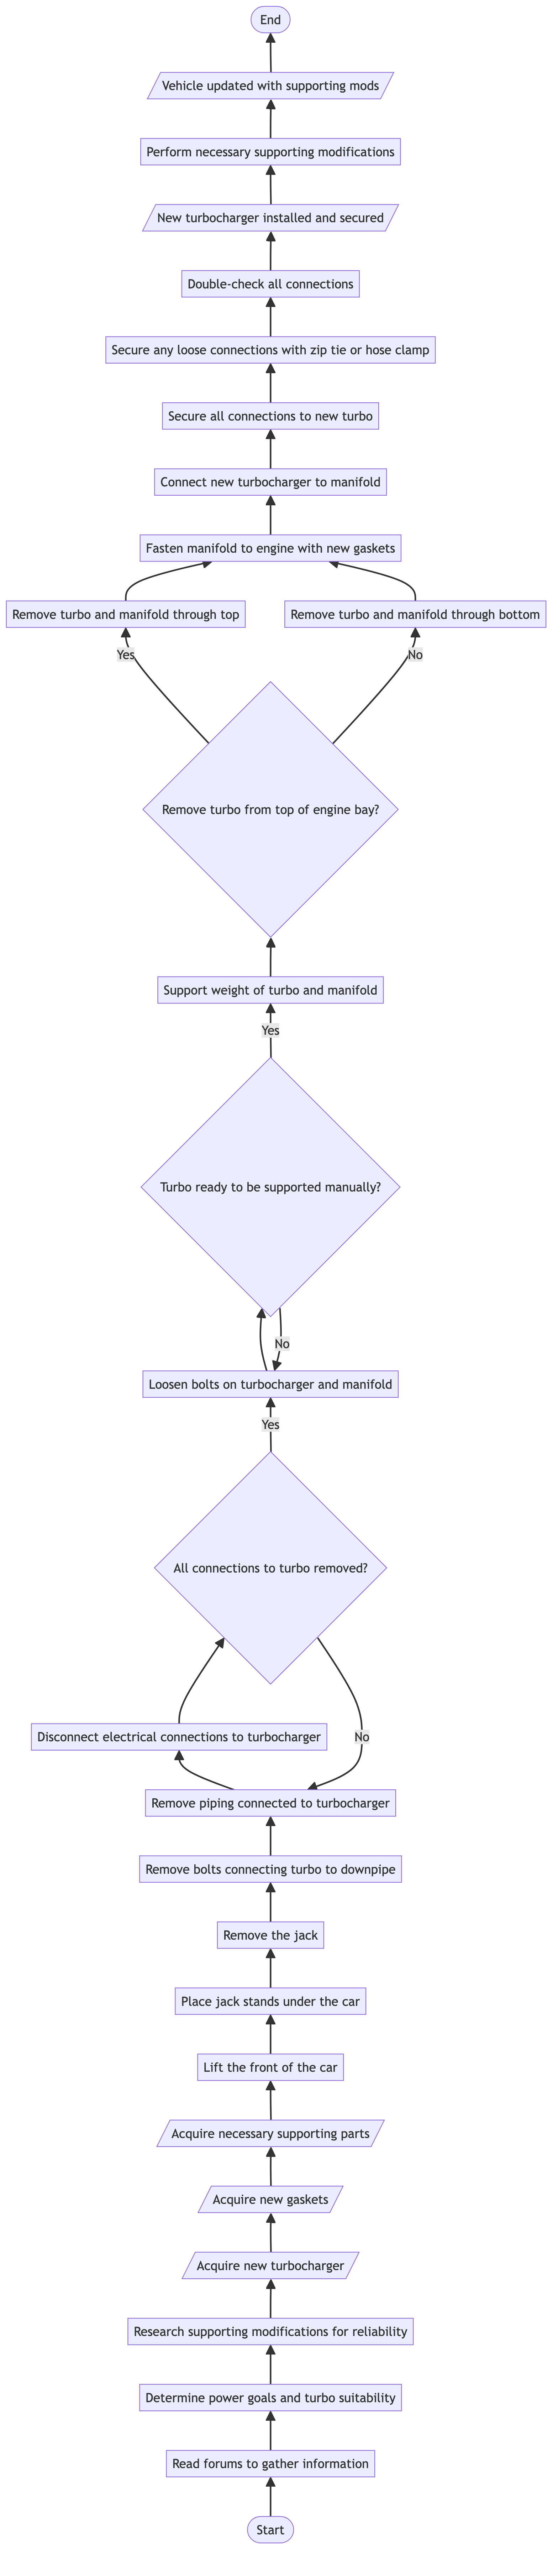 End
Vehicle updated with supporting mods
Perform necessary supporting modifications
New turbocharger installed and secured
Double-check all connections
Secure any loose connections with zip tie or hose clamp
Secure all connections to new turbo
Connect new turbocharger to manifold
Fasten manifold to engine with new gaskets
Remove turbo and manifold through top
Remove turbo and manifold through bottom
Yes
No
Remove turbo from top of engine bay?
Support weight of turbo and manifold
Yes
Turbo ready to be supported manually?
No
Loosen bolts on turbocharger and manifold
Yes
All connections to turbo removed?
Disconnect electrical connections to turbocharger
No
Remove piping connected to turbocharger
Remove bolts connecting turbo to downpipe
Remove the jack
Place jack stands under the car
Lift the front of the car
Acquire necessary supporting parts
Acquire new gaskets
Acquire new turbocharger
Research supporting modifications for reliability
Determine power goals and turbo suitability
Read forums to gather information
Start